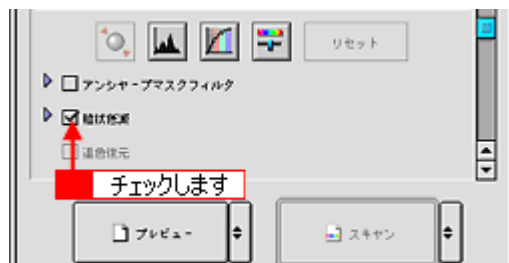 リセット
アンシャープマスクフィルタ
粒状低減
退色復元
チェックします
プレビュー
スキャン